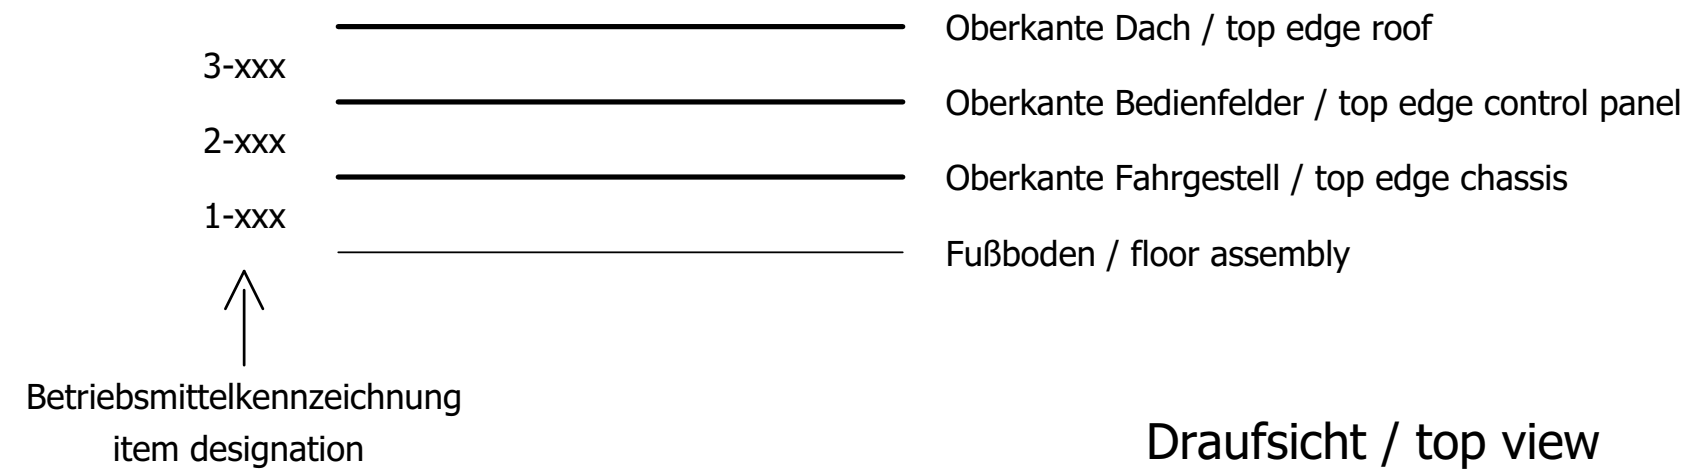 Oberkante Dach / top edge roof
3-xxx
Oberkante Bedienfelder / top edge control panel
2-xxx
Oberkante Fahrgestell / top edge chassis
1-xxx
Fußboden / floor assembly
Betriebsmittelkennzeichnung
item designation
Draufsicht / top view